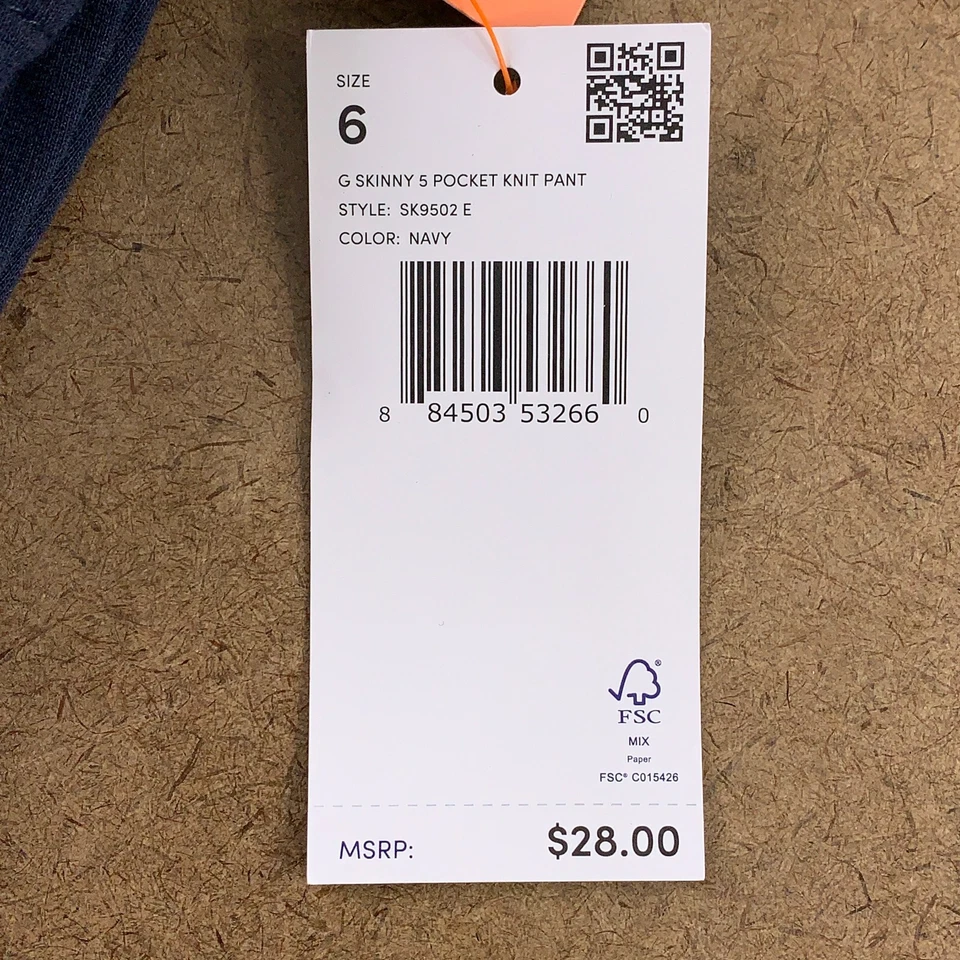 SIZE
6
G SKINNY 5 POCKET KNIT PANT
STYLE: SK9502 E
COLOR: NAVY
8 84503 53266 0
®
FSC
MIX
Paper
FSC® C015426
MSRP: $28.00